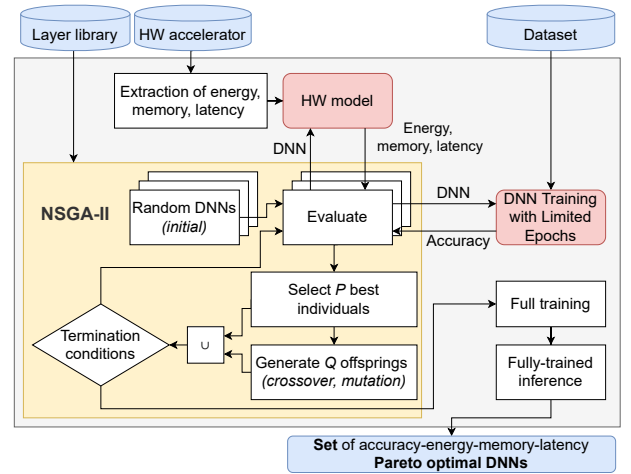 Layer library
HW accelerator
Dataset
Extraction of energy,
memory, latency
HW model
Energy,
memory, latency
DNN
NSGA-II
Random DNNs
(initial)
Evaluate
DNN
Accuracy
DNN Training
with Limited
Epochs
Select P best
individuals
Termination
conditions
∪
Generate Q offsprings
(crossover, mutation)
Full training
Fully-trained
inference
Set of accuracy-energy-memory-latency
Pareto optimal DNNs